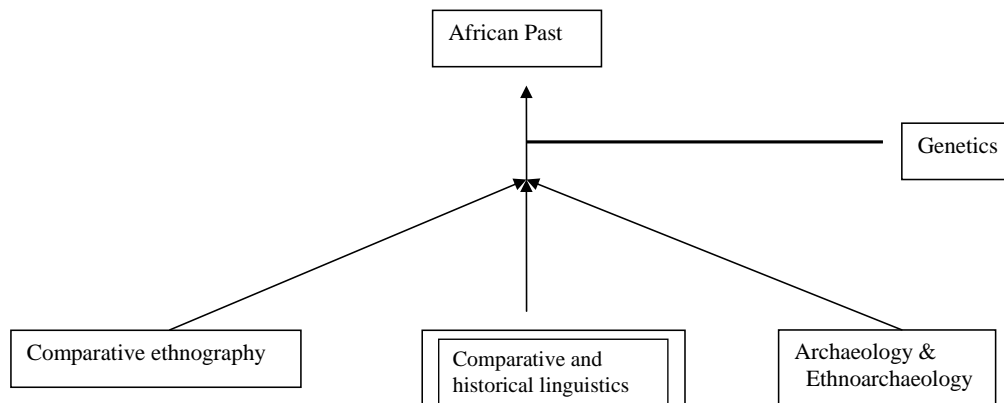 African Past
Genetics
Comparative ethnography
Comparative and
historical linguistics
Archaeology &
Ethnoarchaeology